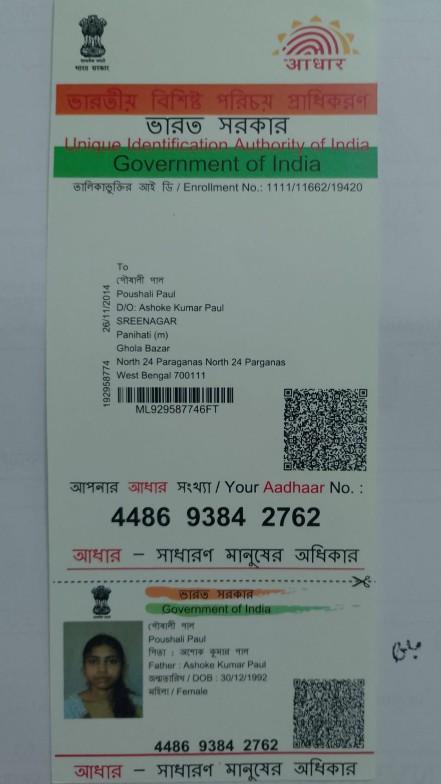 भारत सरकार
आधार
ভারতীয় বিশিষ্ট পরিচয় প্রাধিকরণ
ভারত সরকার
Unique Identification Authority of India
Government of India
তালিকাভুক্তির আই ডি / Enrollment No.: 1111/11662/19420
To
পৌষালী পাল
Poushali Paul
D/O: Ashoke Kumar Paul
SREENAGAR
Panihati (m)
Ghola Bazar
North 24 Paraganas North 24 Parganas
West Bengal 700111
192958774 26/11/2014
ML929587746FT
আপনার আধার সংখ্যা / Your Aadhaar No. :
4486 9384 2762
আধার – সাধারণ মানুষের অধিকার
ভারত সরকার
Government of India
পৌষালী পাল
Poushali Paul
পিতা : অশোক কুমার পাল
Father : Ashoke Kumar Paul
জন্মতারিখ / DOB : 30/12/1992
মহিলা / Female
4486 9384 2762
আধার – সাধারণ মানুষের অধিকার